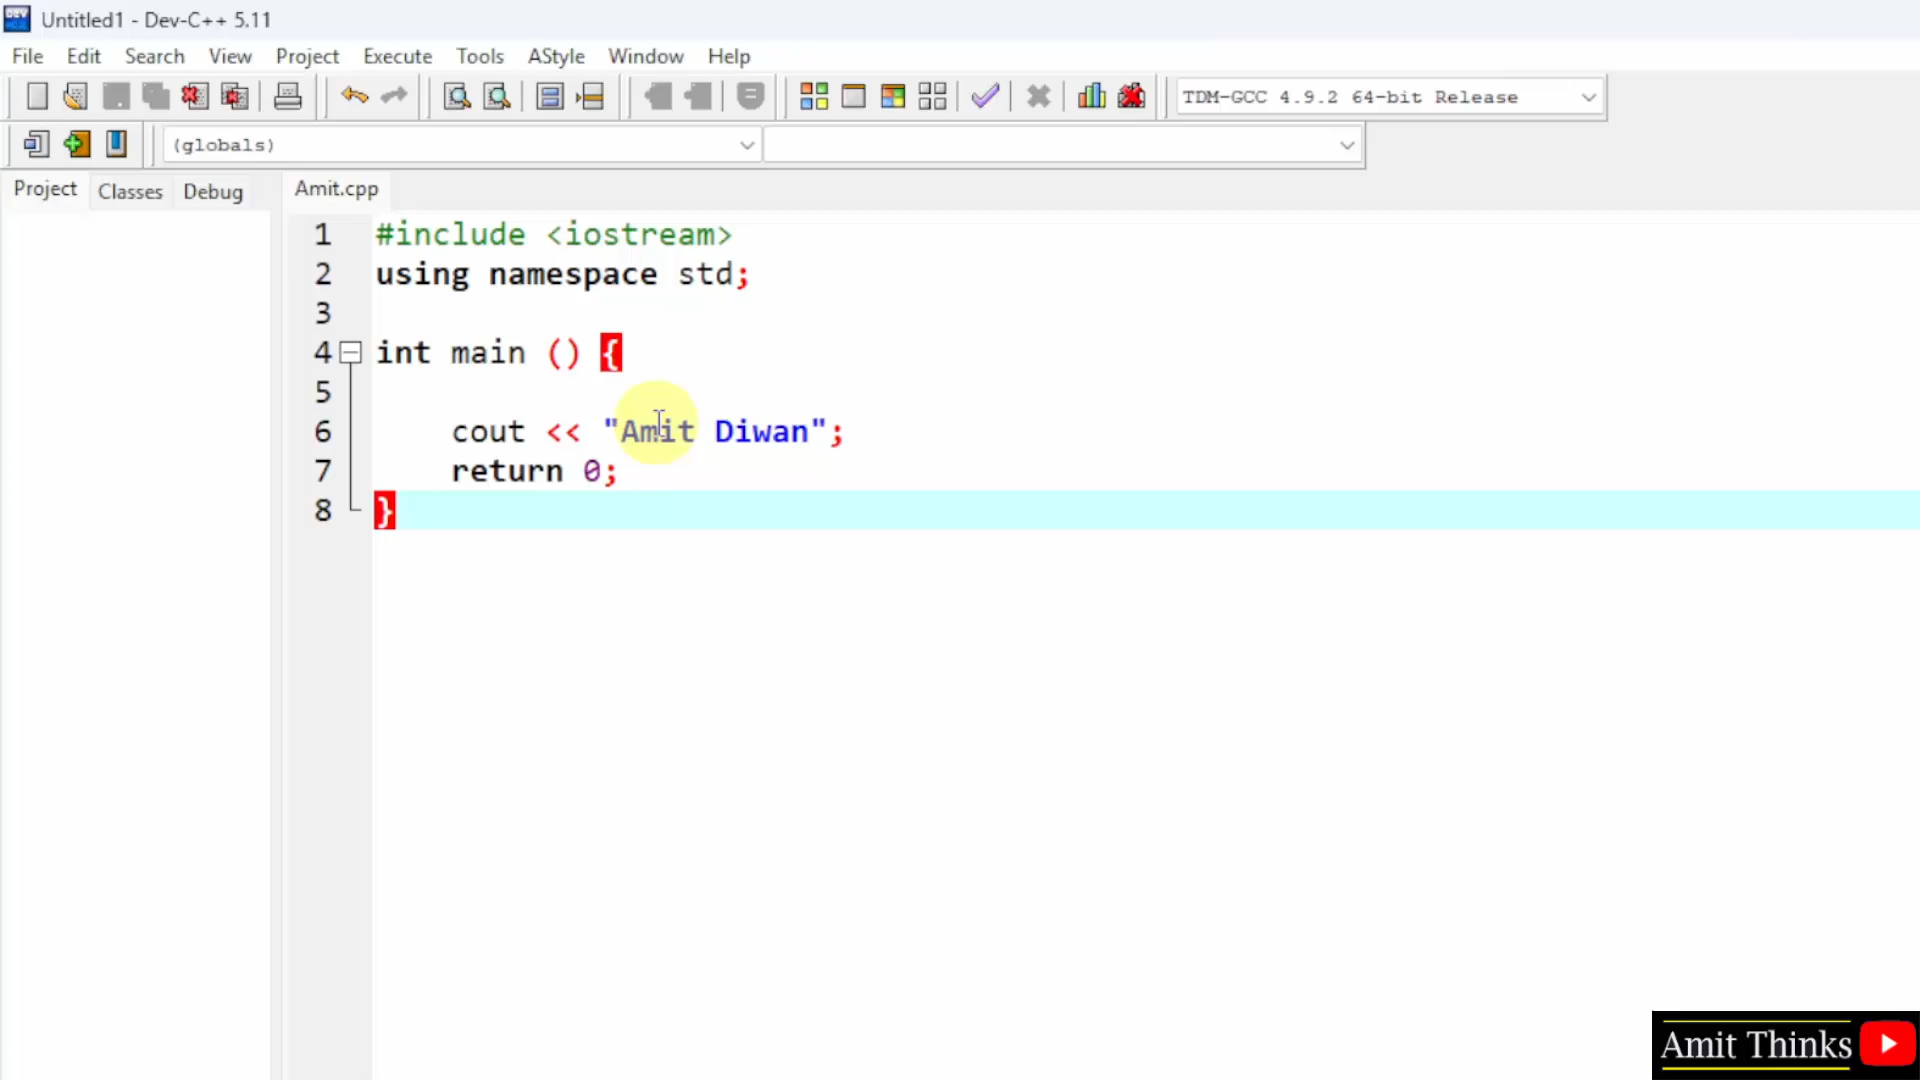 Untitled1 - Dev-C++ 5.11
File Edit Search View Project Execute Tools AStyle Window Help
TDM-GCC 4.9.2 64-bit Release
(globals)
Project Classes Debug Amit.cpp
1 #include <iostream>
2 using namespace std;
3
4 int main () {
5
6 cout << "Amit Diwan";
7 return 0;
8 }
Amit Thinks